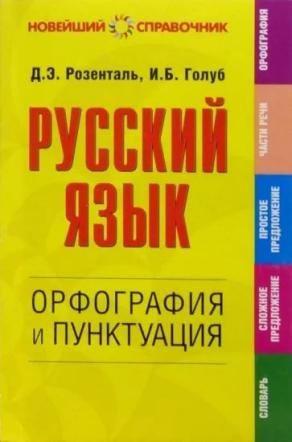 НОВЕЙШИЙ СПРАВОЧНИК
Д.Э. Розенталь, И.Б. Голуб
РУССКИЙ
ЯЗЫК
ОРФОГРАФИЯ
И ПУНКТУАЦИЯ
ОРФОГРАФИЯ
ЧАСТИ РЕЧИ
ПРОСТОЕ
ПРЕДЛОЖЕНИЕ
СЛОЖНОЕ
ПРЕДЛОЖЕНИЕ
СЛОВАРЬ